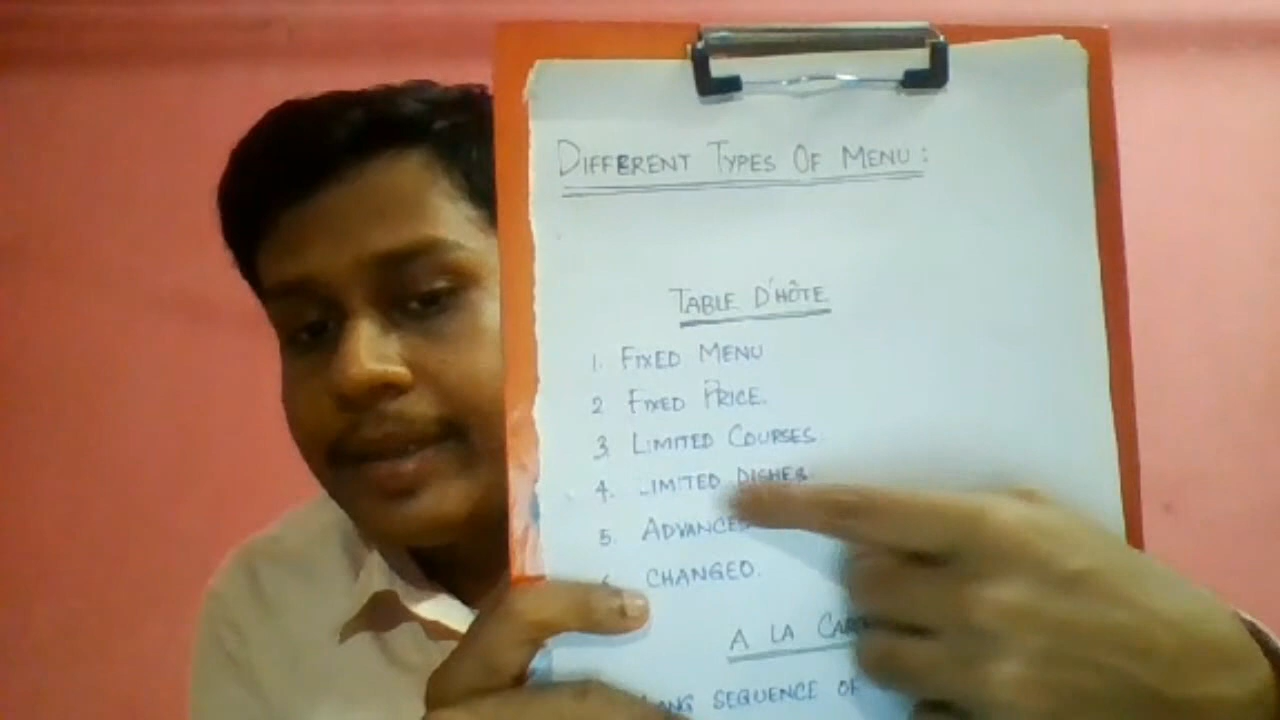 DIFFERENT TYPES OF MENU:
TABLE D'HÔTE
1. FIXED MENU
2 FIXED PRICE.
3. LIMITED COURSES.
4. LIMITED DISHES.
5. ADVANCED
CHANGED.
A LA
SEQUENCE OF